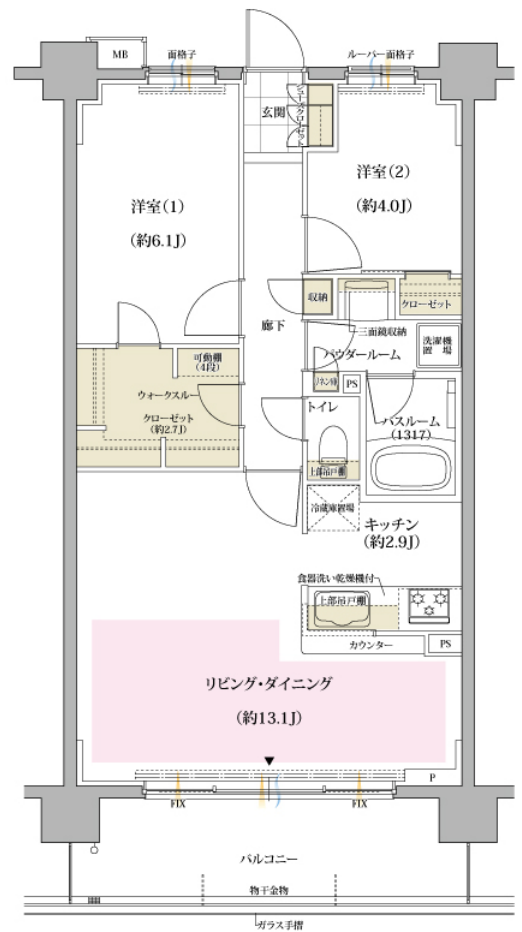 MB
面格子
ルーバー面格子
玄関
シューズクローゼット
洋室(1)
(約6.1J)
洋室(2)
(約4.0J)
収納
クローゼット
廊下
三面鏡収納
パウダールーム
洗濯機
置場
可動棚
(4段)
ウォークスルー
クローゼット
(約2.7J)
リネン庫
PS
トイレ
バスルーム
(1317)
上部吊戸棚
冷蔵庫置場
キッチン
(約2.9J)
食器洗い乾燥機付
上部吊戸棚
カウンター
PS
リビング・ダイニング
(約13.1J)
P
FIX
FIX
バルコニー
物干金物
ガラス手摺